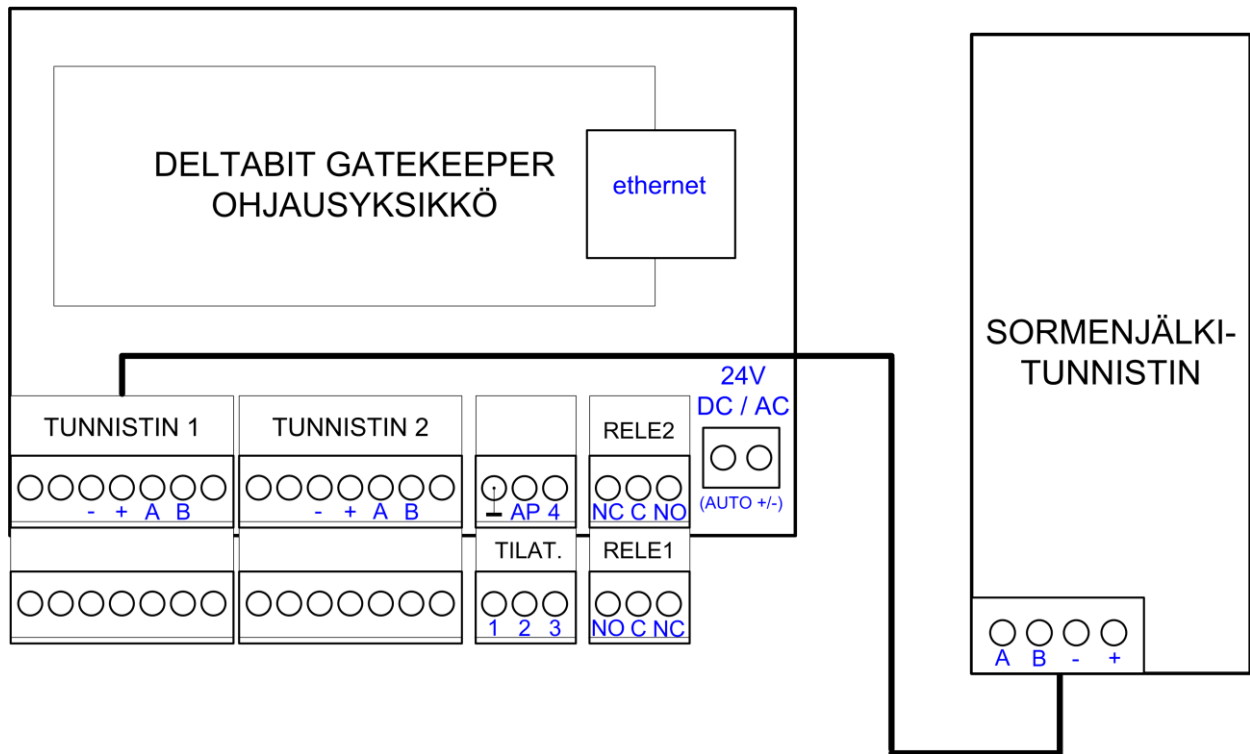 DELTABIT GATEKEEPER
OHJAUSYKSIKKÖ
ethernet
SORMENJÄLKI-
TUNNISTIN
24V
DC / AC
TUNNISTIN 1
TUNNISTIN 2
RELE2
- + A B
- + A B
AP 4
NC C NO
(AUTO +/-)
TILAT.
RELE1
1 2 3
NO C NC
A B - +